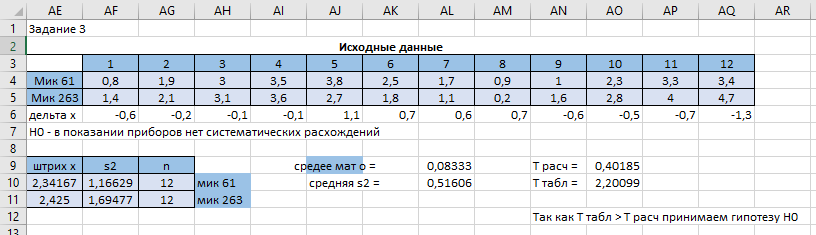 AE AF AG AH AI AJ AK AL AM AN AO AP AQ AR
1 Задание 3
2 Исходные данные
3 1 2 3 4 5 6 7 8 9 10 11 12
4 Мик 61 0,8 1,9 3 3,5 3,8 2,5 1,7 0,9 1 2,3 3,3 3,4
5 Мик 263 1,4 2,1 3,1 3,6 2,7 1,8 1,1 0,2 1,6 2,8 4 4,7
6 дельта x -0,6 -0,2 -0,1 -0,1 1,1 0,7 0,6 0,7 -0,6 -0,5 -0,7 -1,3
7 H0 - в показании приборов нет систематических расхождений
8
9 штрих x s2 n средее мат о = 0,08333 Т расч = 0,40185
10 2,34167 1,16629 12 мик 61 средняя s2 = 0,51606 Т табл = 2,20099
11 2,425 1,69477 12 мик 263
12 Так как Т табл > Т расч принимаем гипотезу H0
13